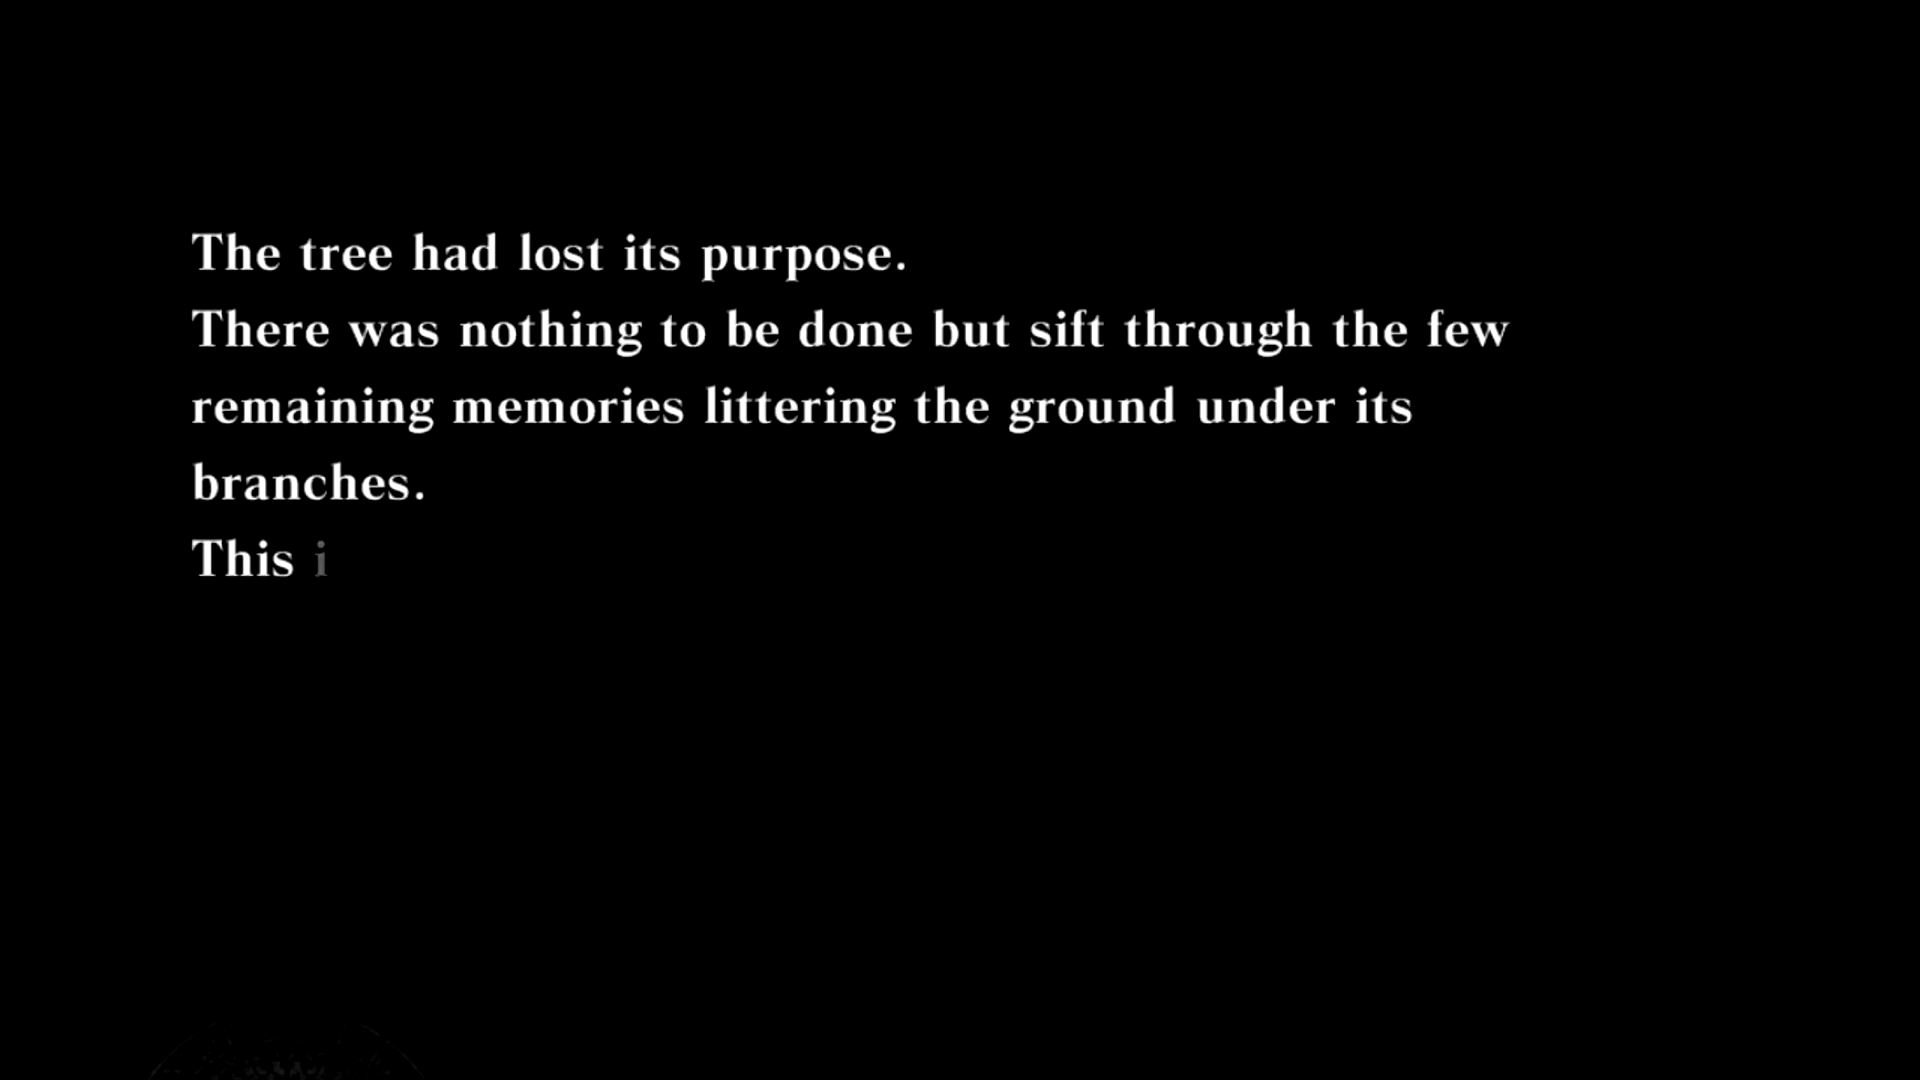 The tree had lost its purpose.
There was nothing to be done but sift through the few
remaining memories littering the ground under its
branches.
This i